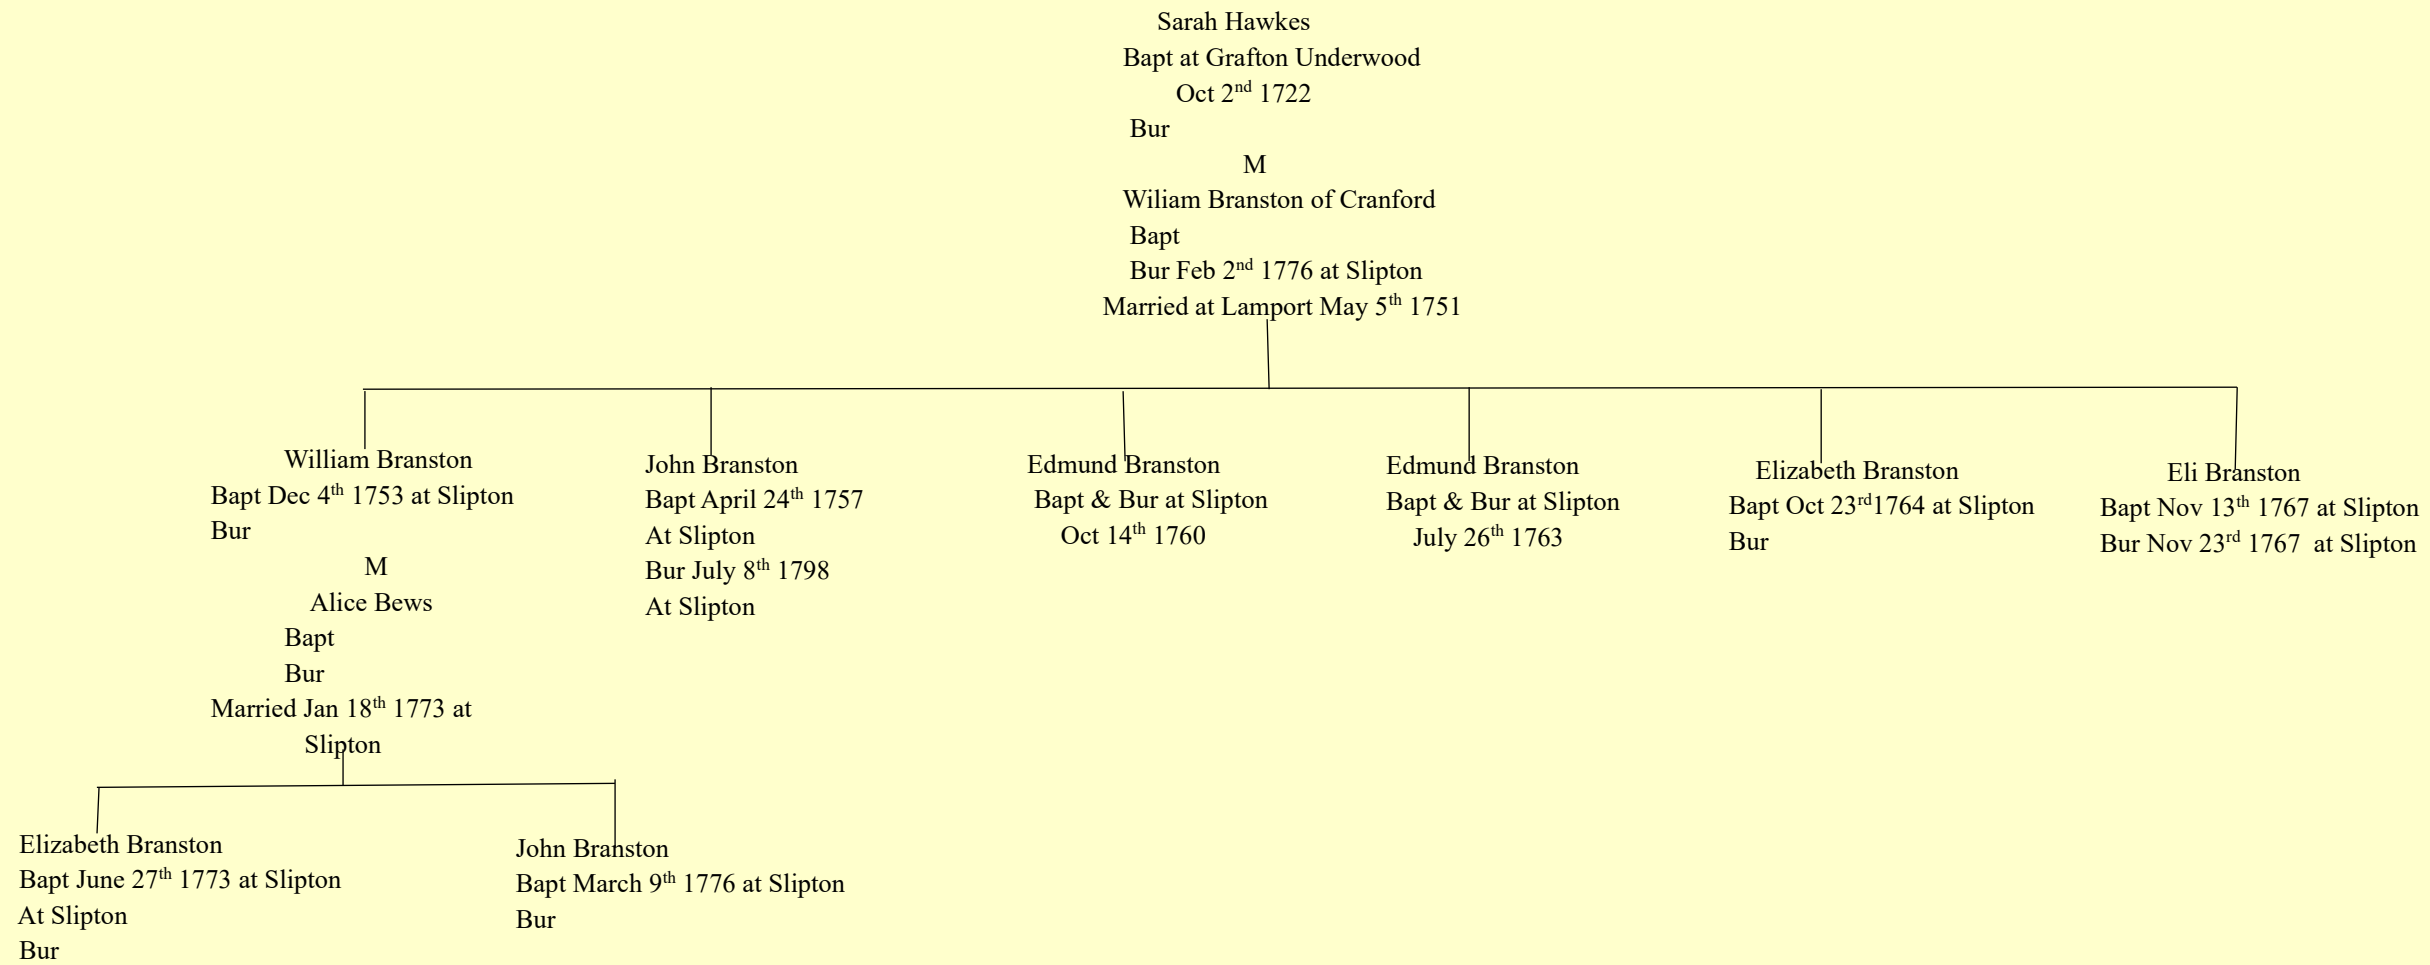 Sarah Hawkes
Bapt at Grafton Underwood
Oct 2nd 1722
Bur
M
Wiliam Branston of Cranford
Bapt
Bur Feb 2nd 1776 at Slipton
Married at Lamport May 5th 1751
William Branston
Bapt Dec 4th 1753 at Slipton
Bur
M
Alice Bews
Bapt
Bur
Married Jan 18th 1773 at
Slipton
John Branston
Bapt April 24th 1757
At Slipton
Bur July 8th 1798
At Slipton
Edmund Branston
Bapt & Bur at Slipton
Oct 14th 1760
Edmund Branston
Bapt & Bur at Slipton
July 26th 1763
Elizabeth Branston
Bapt Oct 23rd1764 at Slipton
Bur
Eli Branston
Bapt Nov 13th 1767 at Slipton
Bur Nov 23rd 1767  at Slipton
Elizabeth Branston
Bapt June 27th 1773 at Slipton
At Slipton
Bur
John Branston
Bapt March 9th 1776 at Slipton
Bur